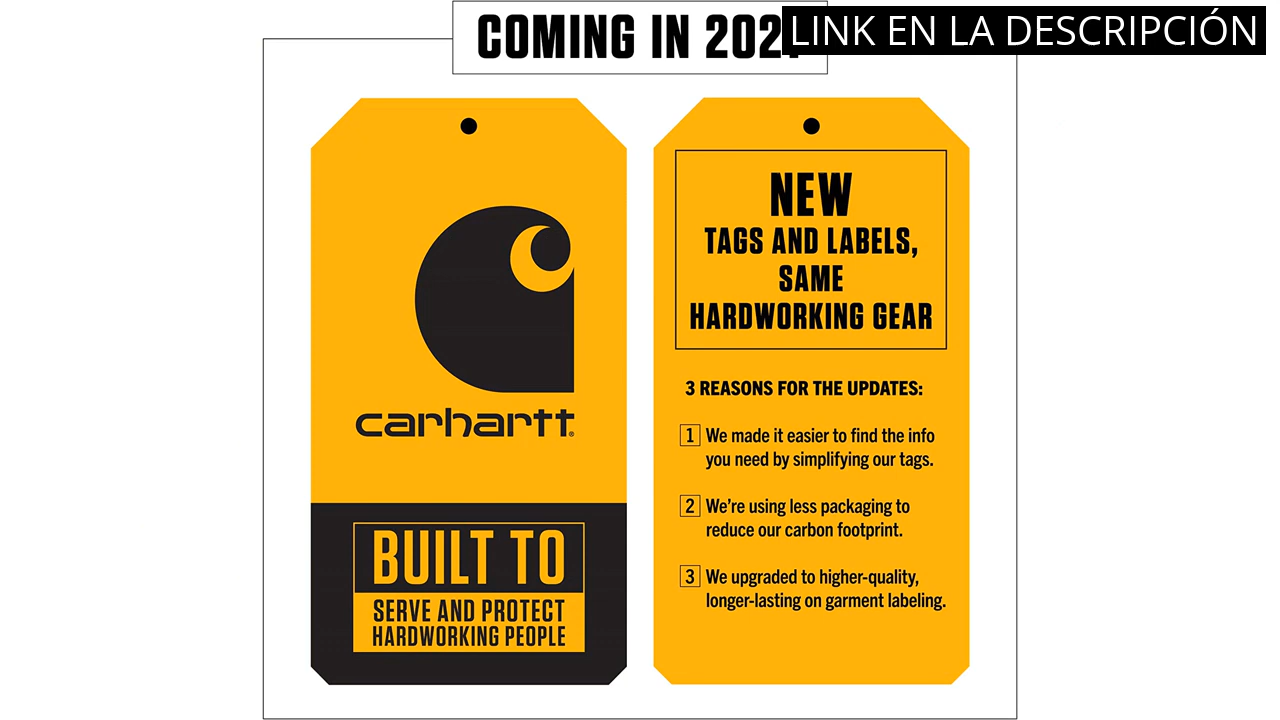 COMING IN
LINK EN LA DESCRIPCIÓN
carhartt®
BUILT TO
SERVE AND PROTECT
HARDWORKING PEOPLE
NEW
TAGS AND LABELS,
SAME
HARDWORKING GEAR
3 REASONS FOR THE UPDATES:
1 We made it easier to find the info
you need by simplifying our tags.
2 We're using less packaging to
reduce our carbon footprint.
3 We upgraded to higher-quality,
longer-lasting on garment labeling.